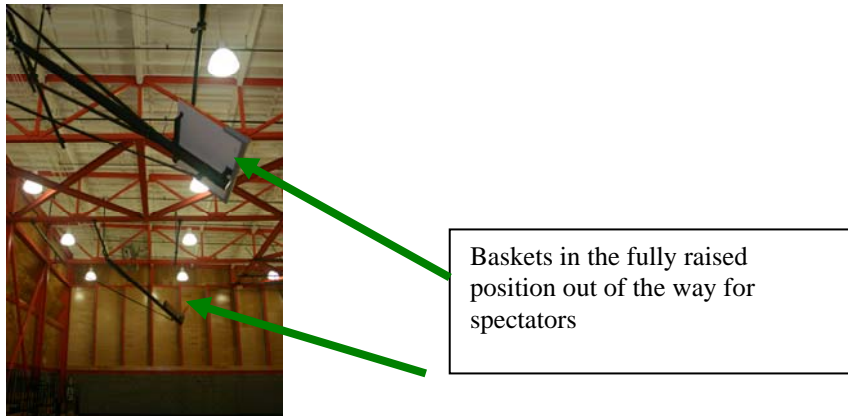 Baskets in the fully raised
position out of the way for
spectators